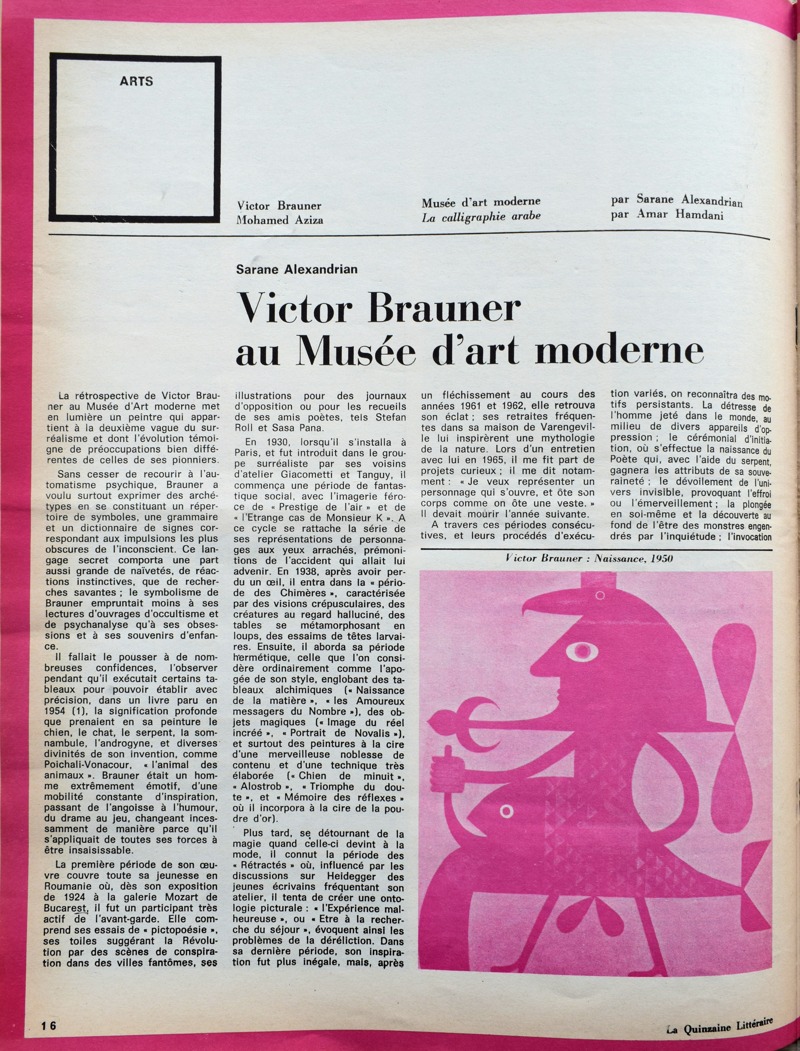 ARTS
Victor Brauner
Mohamed Aziza
Musée d'art moderne
La calligraphie arabe
par Sarane Alexandrian
par Amar Hamdani
Sarane Alexandrian
Victor Brauner
au Musée d'art moderne
La rétrospective de Victor Brau-
ner au Musée d'Art moderne met
en lumière un peintre qui appar-
tient à la deuxième vague du sur-
réalisme et dont l'évolution témoi-
gne de préoccupations bien diffé-
rentes de celles de ses pionniers.
Sans cesser de recourir à l'au-
tomatisme psychique, Brauner a
voulu surtout exprimer des arché-
types en se constituant un réper-
toire de symboles, une grammaire
et un dictionnaire de signes cor-
respondant aux impulsions les plus
obscures de l'inconscient. Ce lan-
gage secret comporta une part
aussi grande de naïvetés, de réac-
tions instinctives, que de recher-
ches savantes ; le symbolisme de
Brauner empruntait moins à ses
lectures d'ouvrages d'occultisme et
de psychanalyse qu'à ses obses-
sions et à ses souvenirs d'enfan-
ce.
Il fallait le pousser à de nom-
breuses confidences, l'observer
pendant qu'il exécutait certains ta-
bleaux pour pouvoir établir avec
précision, dans un livre paru en
1954 (1), la signification profonde
que prenaient en sa peinture le
chien, le chat, le serpent, la som-
nambule, l'androgyne, et diverses
divinités de son invention, comme
Poichali-Vonacour, « l'animal des
animaux ». Brauner était un hom-
me extrêmement émotif, d'une
mobilité constante d'inspiration,
passant de l'angoisse à l'humour,
du drame au jeu, changeant inces-
samment de manière parce qu'il
s'appliquait de toutes ses forces à
être insaisissable.
La première période de son œu-
vre couvre toute sa jeunesse en
Roumanie où, dès son exposition
de 1924 à la galerie Mozart de
Bucarest, il fut un participant très
actif de l'avant-garde. Elle com-
prend ses essais de « pictopoésie »,
ses toiles suggérant la Révolu-
tion par des scènes de conspira-
tion dans des villes fantômes, ses
illustrations pour des journaux
d'opposition ou pour les recueils
de ses amis poètes, tels Stefan
Roll et Sasa Pana.
En 1930, lorsqu'il s'installa à
Paris, et fut introduit dans le grou-
pe surréaliste par ses voisins
d'atelier Giacometti et Tanguy, il
commença une période de fantas-
tique social, avec l'imagerie féro-
ce de « Prestige de l'air » et de
« l'Etrange cas de Monsieur K ». A
ce cycle se rattache la série de
ses représentations de personna-
ges aux yeux arrachés, prémoni-
tions de l'accident qui allait lui
advenir. En 1938, après avoir per-
du un œil, il entra dans la « pério-
de des Chimères », caractérisée
par des visions crépusculaires, des
créatures au regard halluciné, des
tables se métamorphosant en
loups, des essaims de têtes larvai-
res. Ensuite, il aborda sa période
hermétique, celle que l'on consi-
dère ordinairement comme l'apo-
gée de son style, englobant des ta-
bleaux alchimiques (« Naissance
de la matière », « les Amoureux
messagers du Nombre »), des ob-
jets magiques (« Image du réel
incréé », « Portrait de Novalis »),
et surtout des peintures à la cire
d'une merveilleuse noblesse de
contenu et d'une technique très
élaborée (« Chien de minuit »,
« Alostrob », « Triomphe du dou-
te », et « Mémoire des réflexes »
où il incorpora à la cire de la pou-
dre d'or).
Plus tard, se détournant de la
magie quand celle-ci devint à la
mode, il connut la période des
« Rétractés » où, influencé par les
discussions sur Heidegger des
jeunes écrivains fréquentant son
atelier, il tenta de créer une onto-
logie picturale : « l'Expérience mal-
heureuse », ou « Etre à la recher-
che du séjour », évoquent ainsi les
problèmes de la déréliction. Dans
sa dernière période, son inspira-
tion fut plus inégale, mais, après
un fléchissement au cours des
années 1961 et 1962, elle retrouva
son éclat ; ses retraites fréquen-
tes dans sa maison de Varengevil-
le lui inspirèrent une mythologie
de la nature. Lors d'un entretien
avec lui en 1965, il me fit part de
projets curieux ; il me dit notam-
ment : « Je veux représenter un
personnage qui s'ouvre, et ôte son
corps comme on ôte une veste. »
Il devait mourir l'année suivante.
A travers ces périodes consécu-
tives, et leurs procédés d'exécu-
tion variés, on reconnaîtra des mo-
tifs persistants. La détresse de
l'homme jeté dans le monde, au
milieu de divers appareils d'op-
pression ; le cérémonial d'initia-
tion, où s'effectue la naissance du
Poète qui, avec l'aide du serpent,
gagnera les attributs de sa souve-
raineté ; le dévoilement de l'uni-
vers invisible, provoquant l'effroi
ou l'émerveillement ; la plongée
en soi-même et la découverte au
fond de l'être des monstres engen-
drés par l'inquiétude ; l'invocation
Victor Brauner : Naissance, 1950
16
La Quinzaine Littéraire